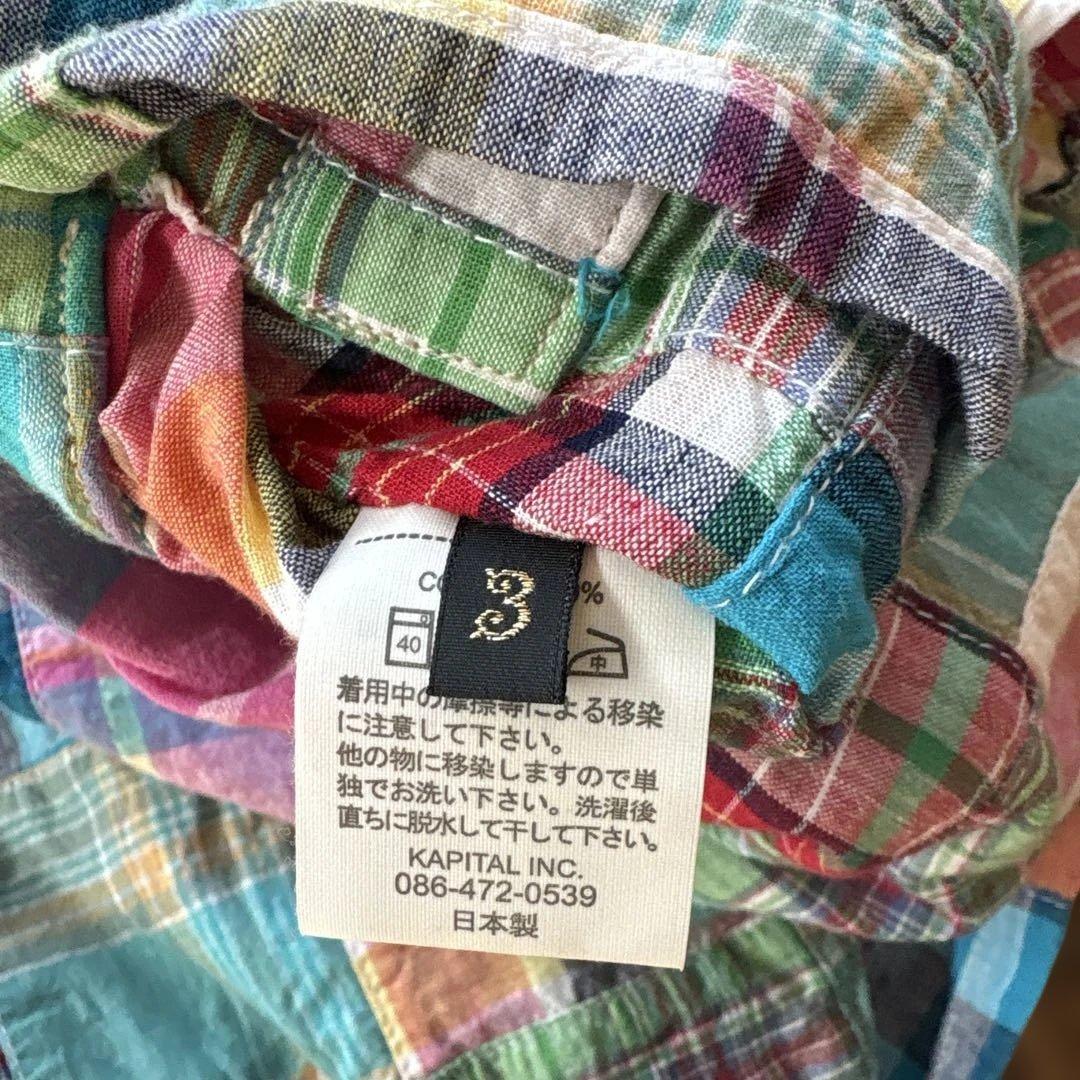 3
40
中
着用中の摩擦等による移染
に注意して下さい。
他の物に移染しますので単
独でお洗い下さい。洗濯後
直ちに脱水して干して下さい。
KAPITAL INC.
086-472-0539
日本製